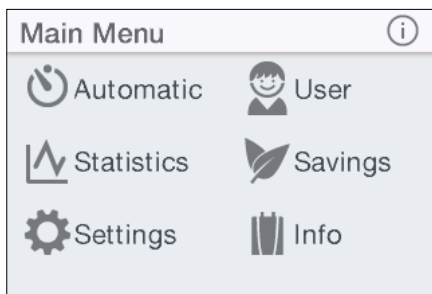 Main Menu
Automatic
User
Statistics
Savings
Settings
Info